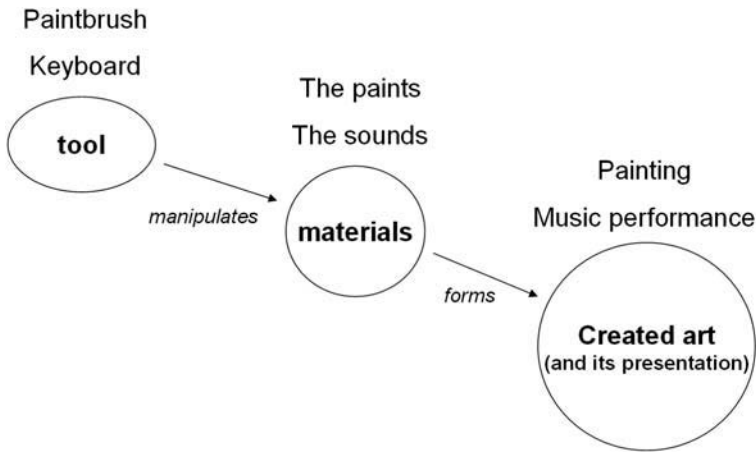 Paintbrush
Keyboard
tool
manipulates
The paints
The sounds
materials
forms
Painting
Music performance
Created art
(and its presentation)